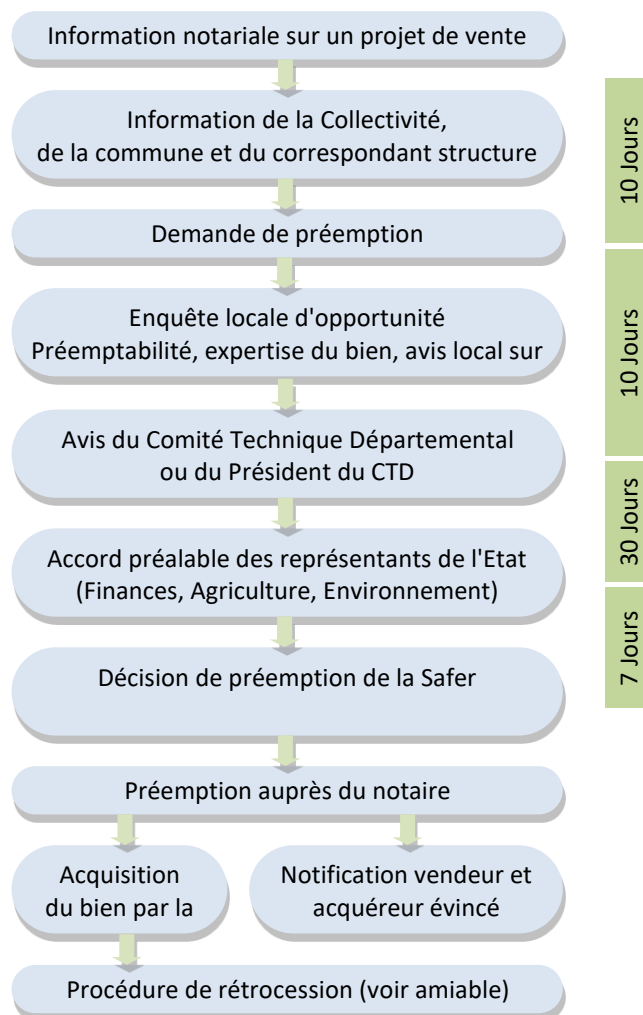 Information notariale sur un projet de vente
Information de la Collectivité,
de la commune et du correspondant structure
Demande de préemption
10 Jours
Enquête locale d'opportunité
Préemptabilité, expertise du bien, avis local sur
Avis du Comité Technique Départemental
ou du Président du CTD
10 Jours
Accord préalable des représentants de l'Etat
(Finances, Agriculture, Environnement)
30 Jours
Décision de préemption de la Safer
7 Jours
Préemption auprès du notaire
Acquisition
du bien par la
Notification vendeur et
acquéreur évincé
Procédure de rétrocession (voir amiable)